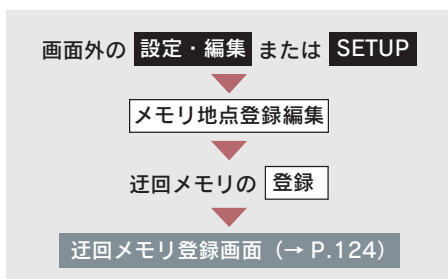 画面外の 設定・編集 または SETUP
メモリ地点登録編集
迂回メモリの 登録
迂回メモリ登録画面（→ P.124）